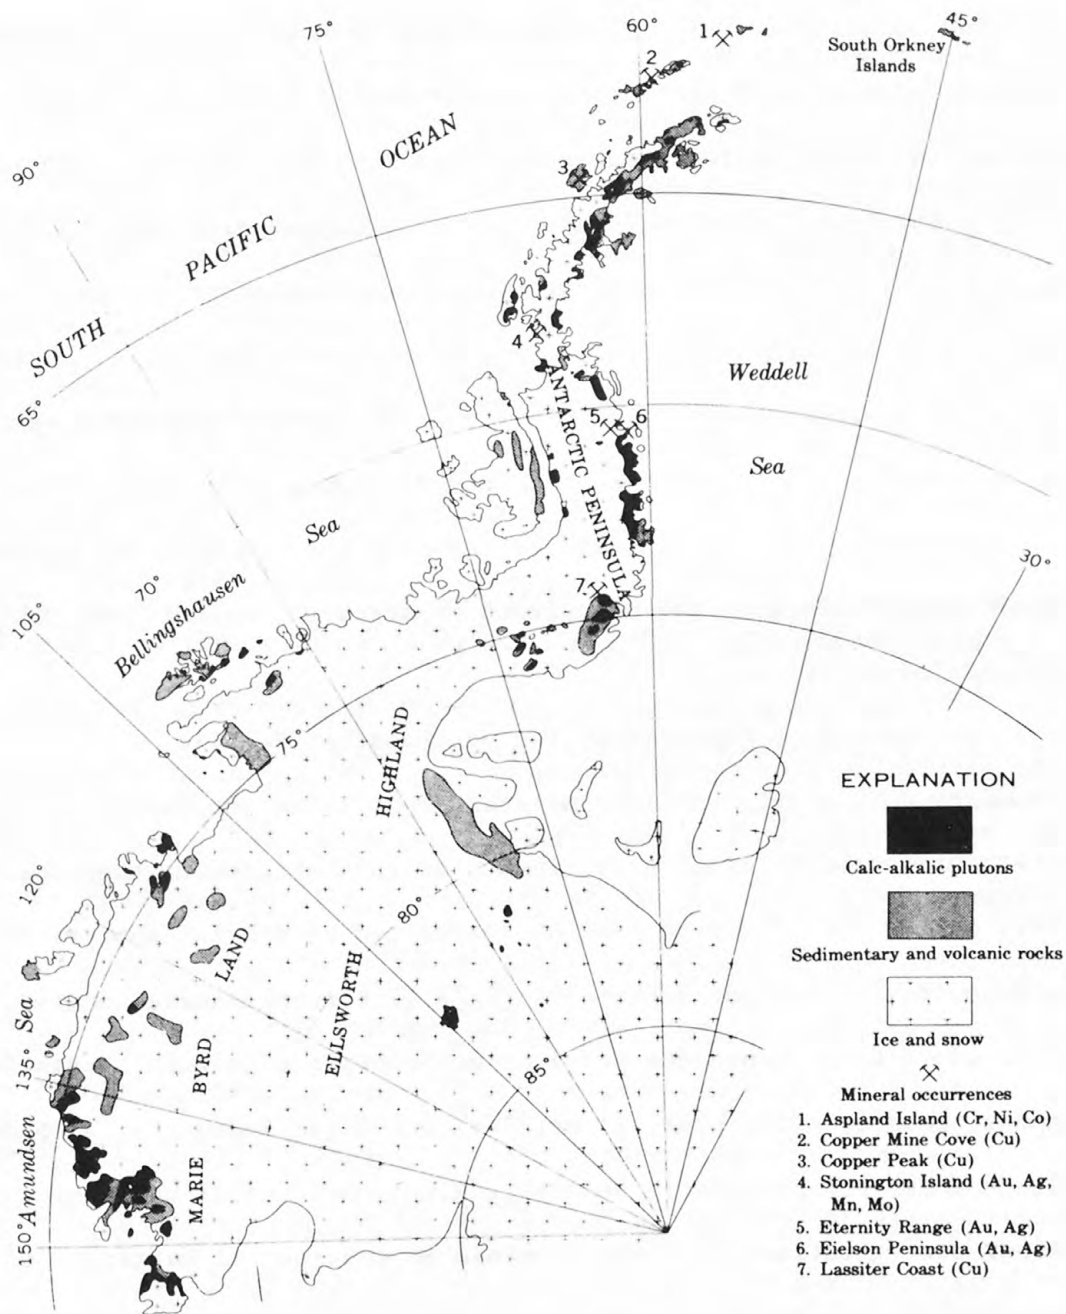 75°
60°
1
45°
South Orkney
Islands
2
OCEAN
90°
3
PACIFIC
SOUTH
4
65°
Weddell
ANTARCTIC PENINSULA
5
6
Sea
Sea
30°
70°
7
105°
Bellingshausen
75°
HIGHLAND
EXPLANATION
Calc-alkalic plutons
120°
80°
LAND
Sedimentary and volcanic rocks
ELLSWORTH
Sea
Ice and snow
BYRD
85°
135°
Mineral occurrences
1. Aspland Island (Cr, Ni, Co)
2. Copper Mine Cove (Cu)
3. Copper Peak (Cu)
4. Stonington Island (Au, Ag,
Mn, Mo)
5. Eternity Range (Au, Ag)
6. Eielson Peninsula (Au, Ag)
7. Lassiter Coast (Cu)
Amundsen
MARIE
150°